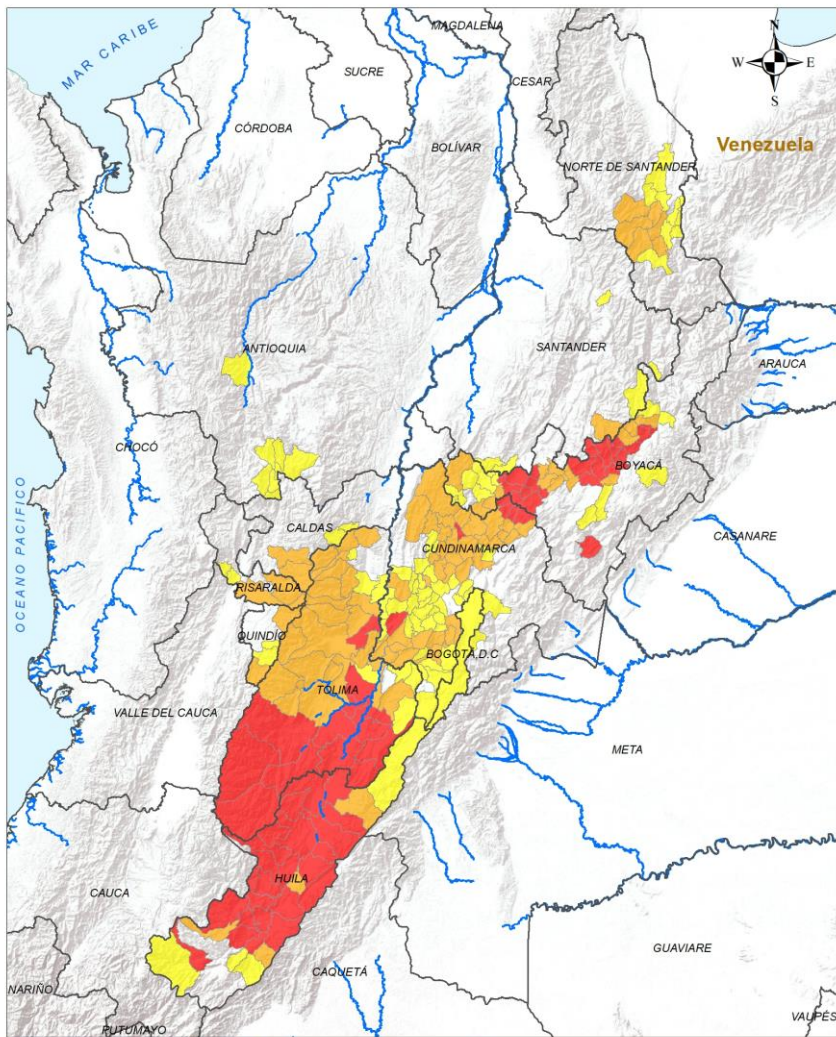 MAGDALENA
MAR CARIBE
N
SUCRE
W
E
CESAR
S
CÓRDOBA
BOLÍVAR
Venezuela
NORTE DE SANTANDER
ANTIOQUIA
SANTANDER
ARAUCA
CHOCÓ
BOYACÁ
OCEANO PACIFICO
CALDAS
CASANARE
CUNDINAMARCA
RISARALDA
QUINDÍO
BOGOTÁ, D.C
TOLIMA
VALLE DEL CAUCA
META
HUILA
CAUCA
GUAVIARE
CAQUETÁ
NARIÑO
VAUPÉS
PUTUMAYO